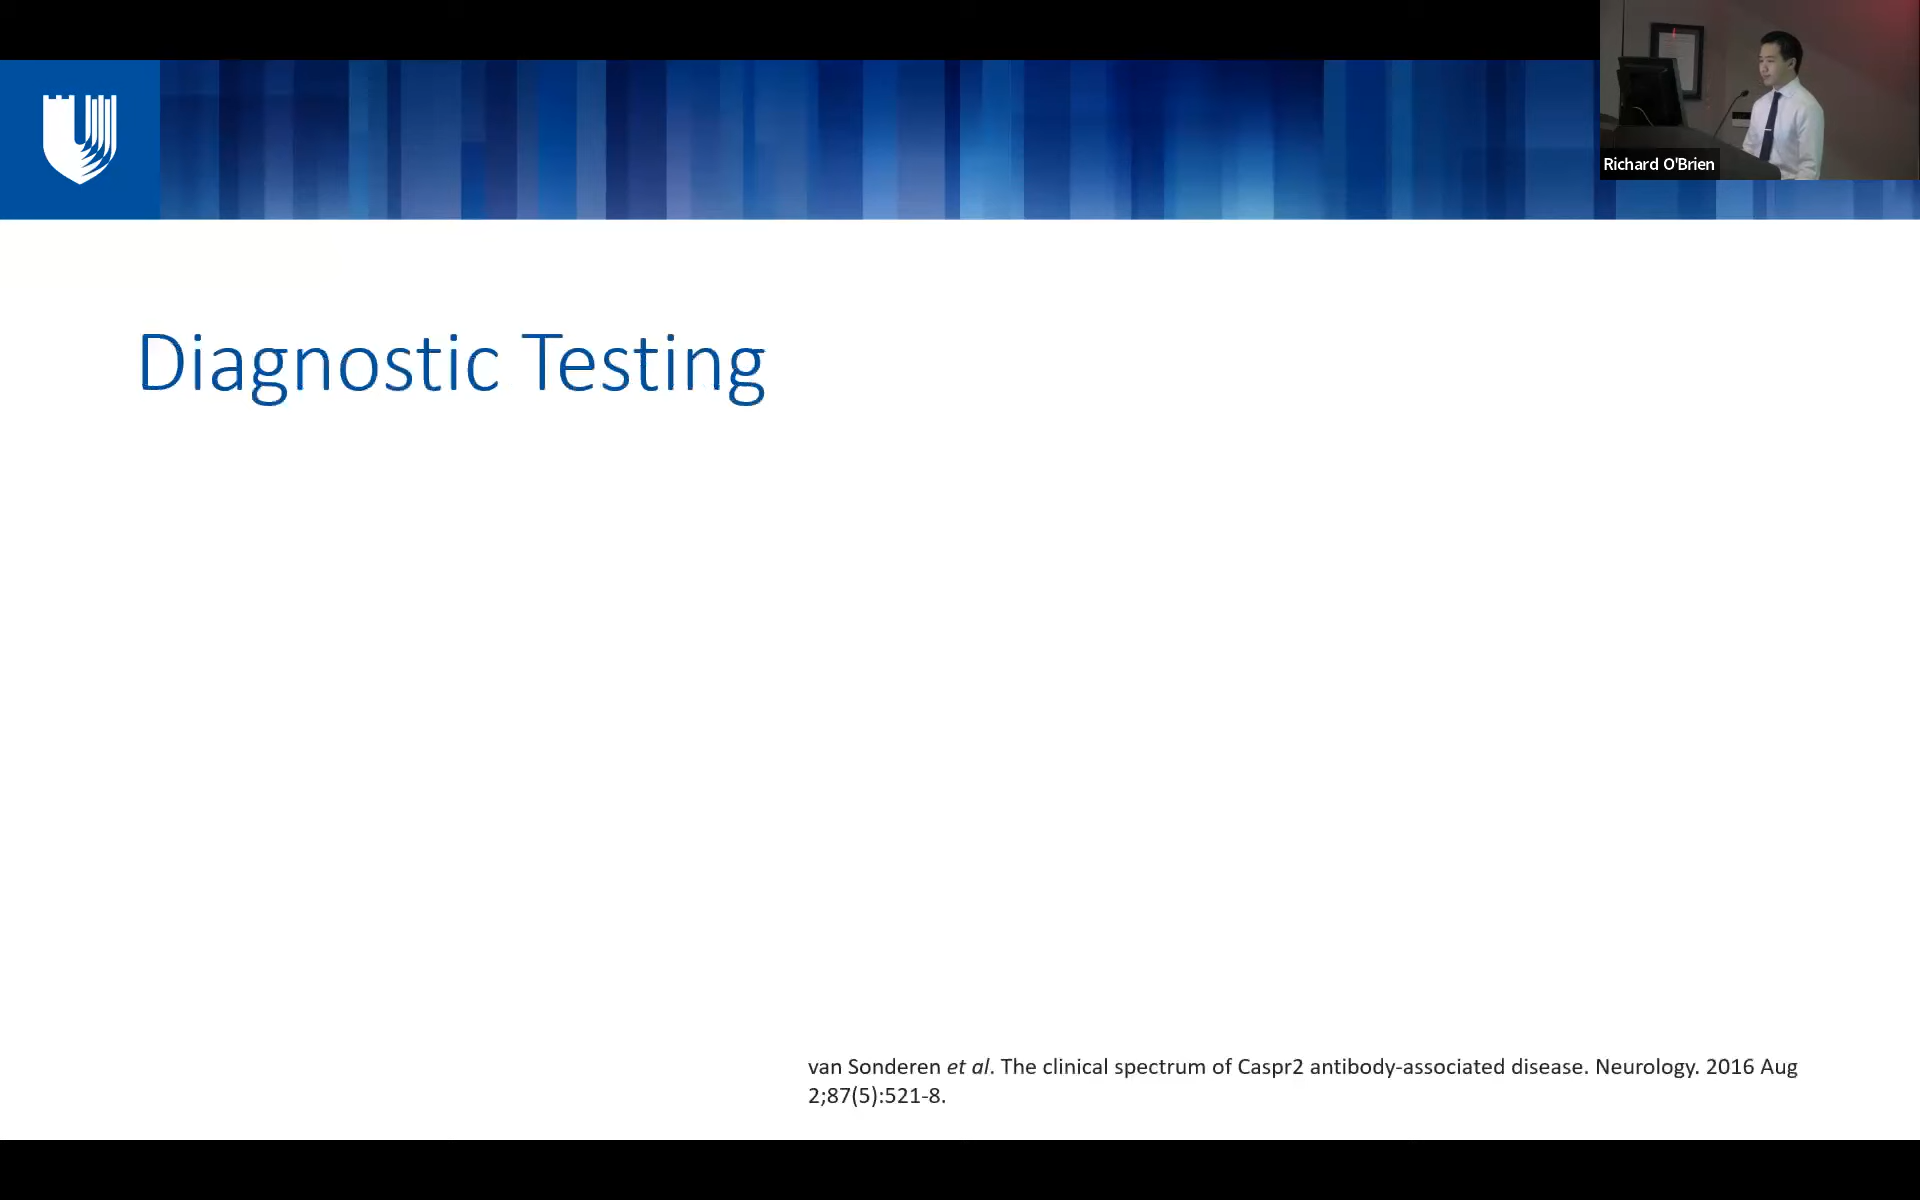 Richard O'Brien
Diagnostic Testing
van Sonderen et al. The clinical spectrum of Caspr2 antibody-associated disease. Neurology. 2016 Aug
2;87(5):521-8.